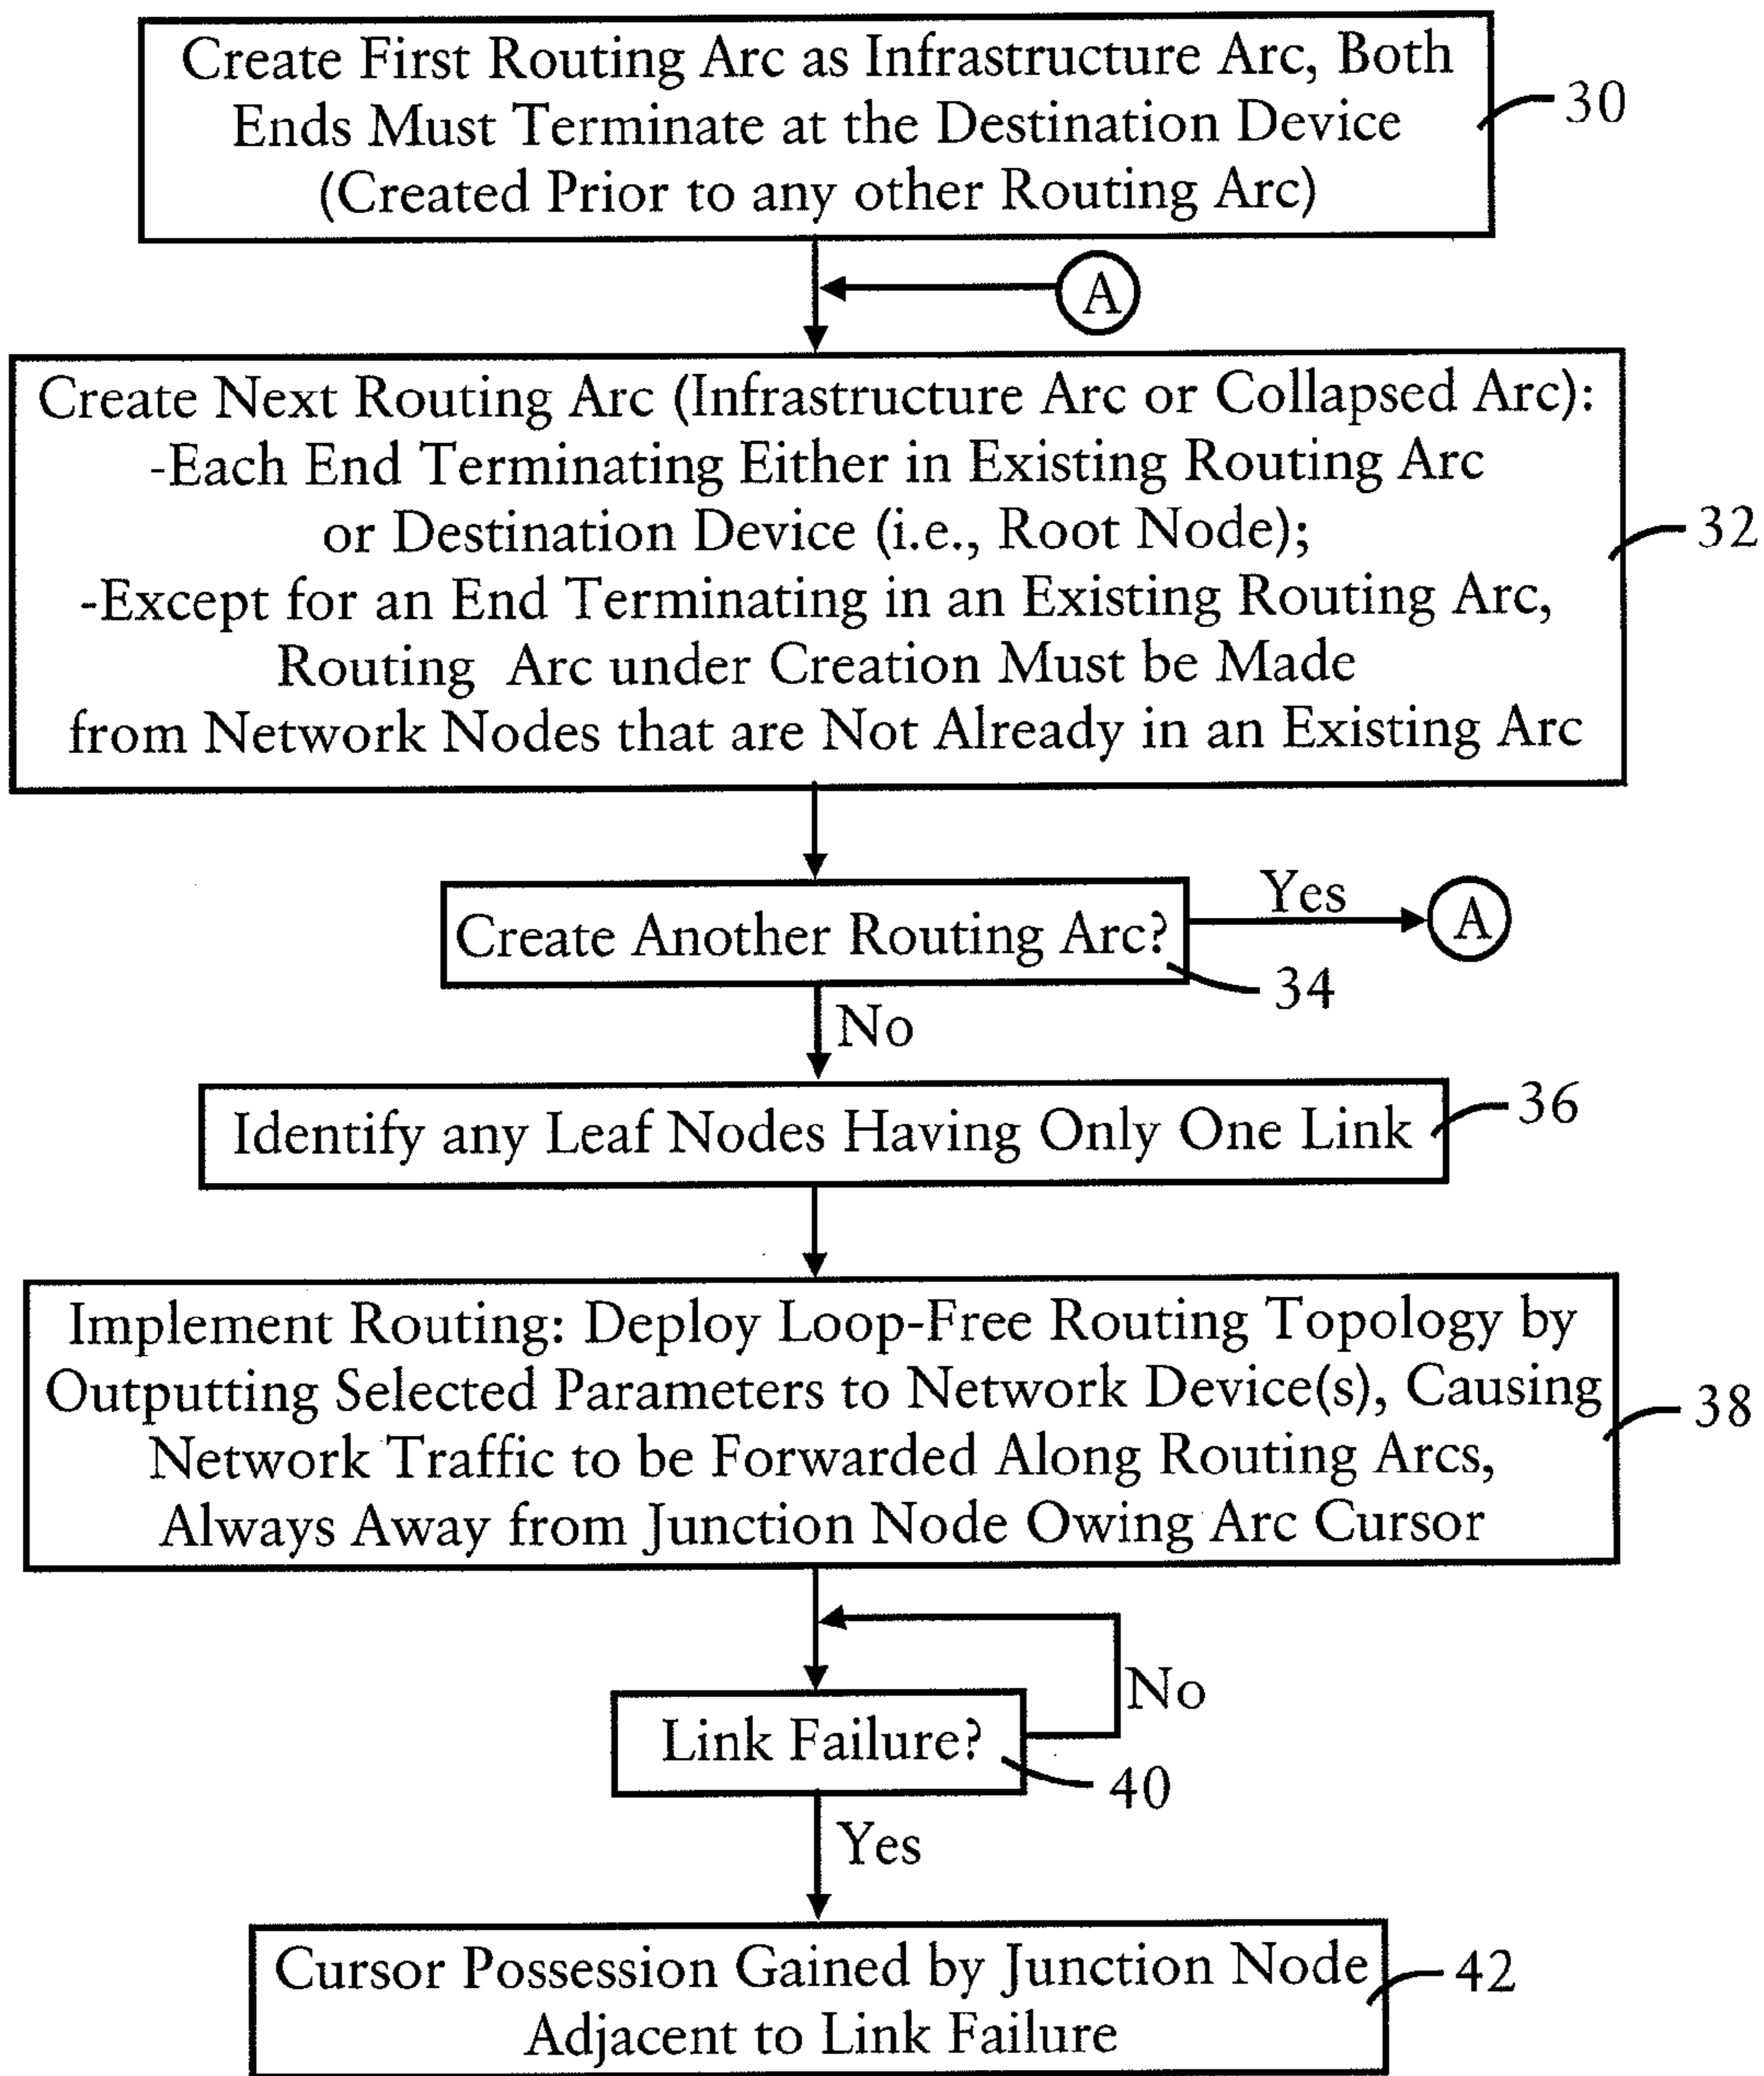 Create First Routing Arc as Infrastructure Arc, Both
Ends Must Terminate at the Destination Device
(Created Prior to any other Routing Arc)
30
A
Create Next Routing Arc (Infrastructure Arc or Collapsed Arc):
-Each End Terminating Either in Existing Routing Arc
or Destination Device (i.e., Root Node);
-Except for an End Terminating in an Existing Routing Arc,
Routing Arc under Creation Must be Made
from Network Nodes that are Not Already in an Existing Arc
32
Create Another Routing Arc?
Yes
A
34
No
Identify any Leaf Nodes Having Only One Link
36
Implement Routing: Deploy Loop-Free Routing Topology by
Outputting Selected Parameters to Network Device(s), Causing
Network Traffic to be Forwarded Along Routing Arcs,
Always Away from Junction Node Owing Arc Cursor
38
Link Failure?
No
40
Yes
Cursor Possession Gained by Junction Node
Adjacent to Link Failure
42